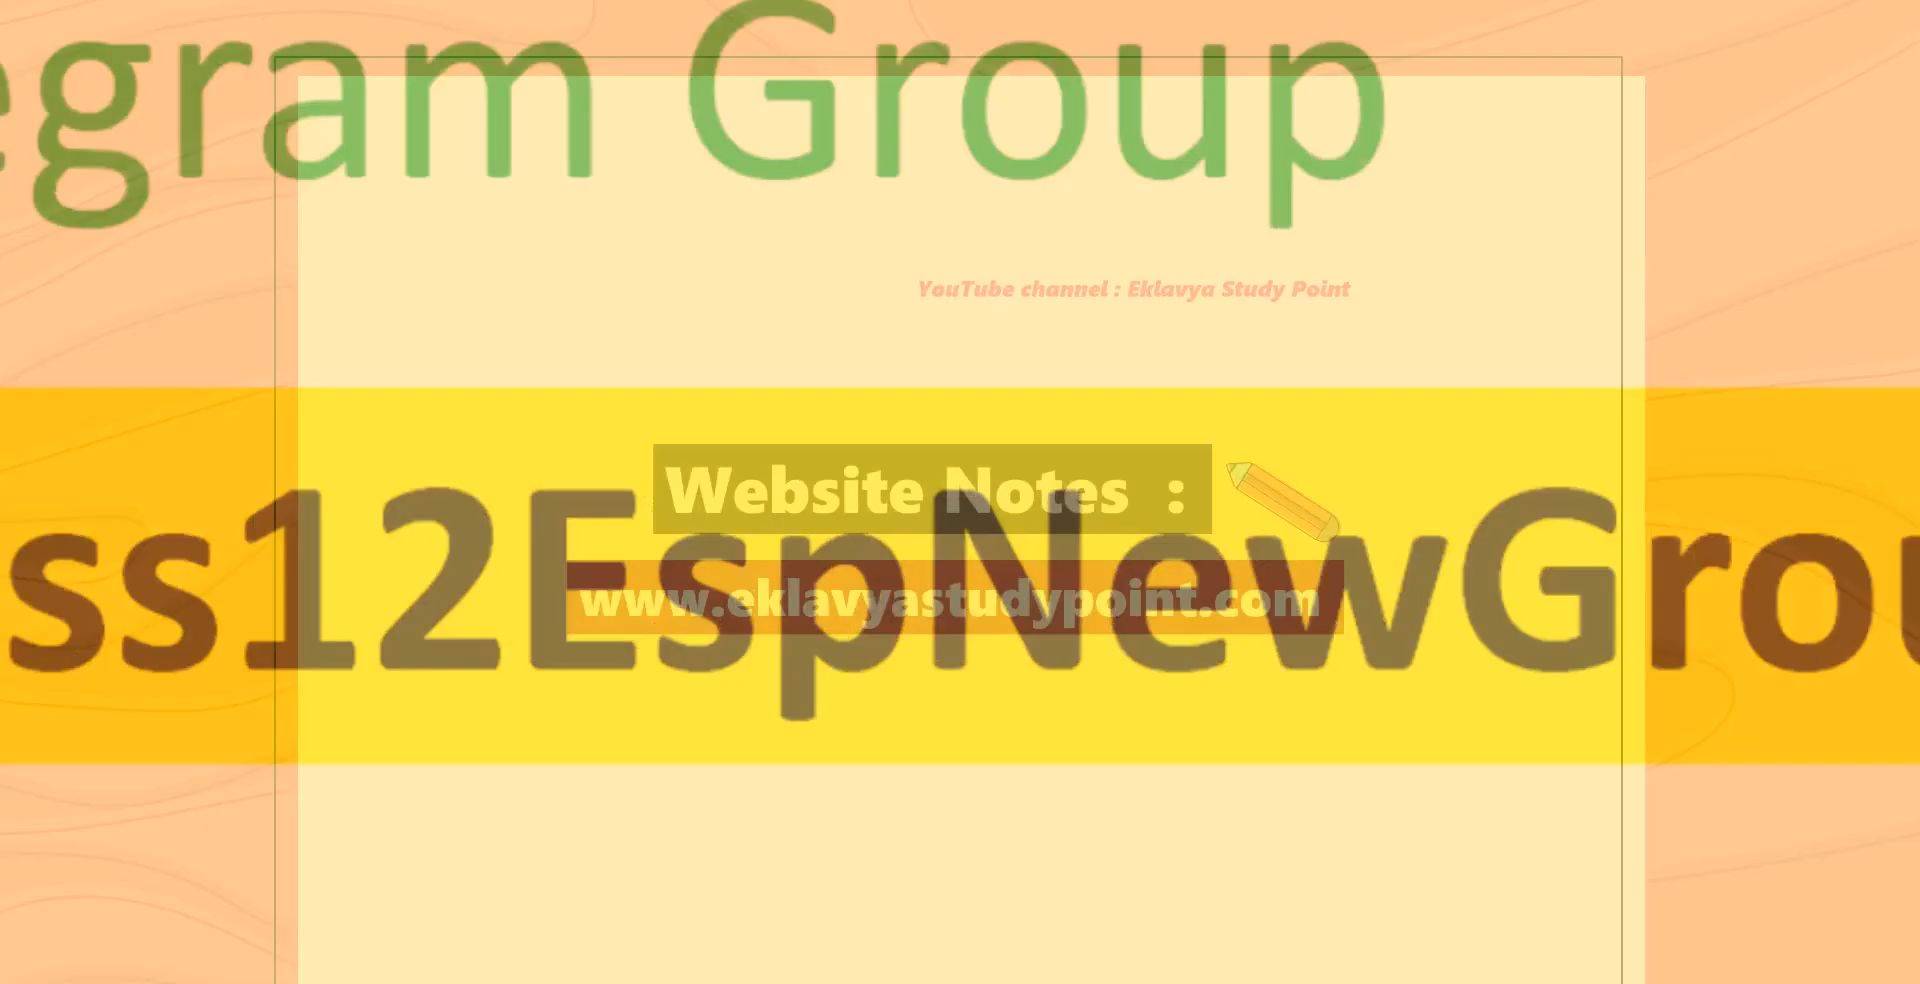 egram Group
YouTube channel : Eklavya Study Point
Website Notes :
ss12EspNewGrou
www.eklavyastudypoint.com